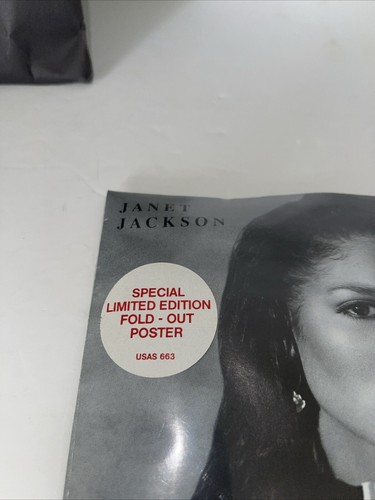 JANET
JACKSON
SPECIAL
LIMITED EDITION
FOLD - OUT
POSTER
USAS 663